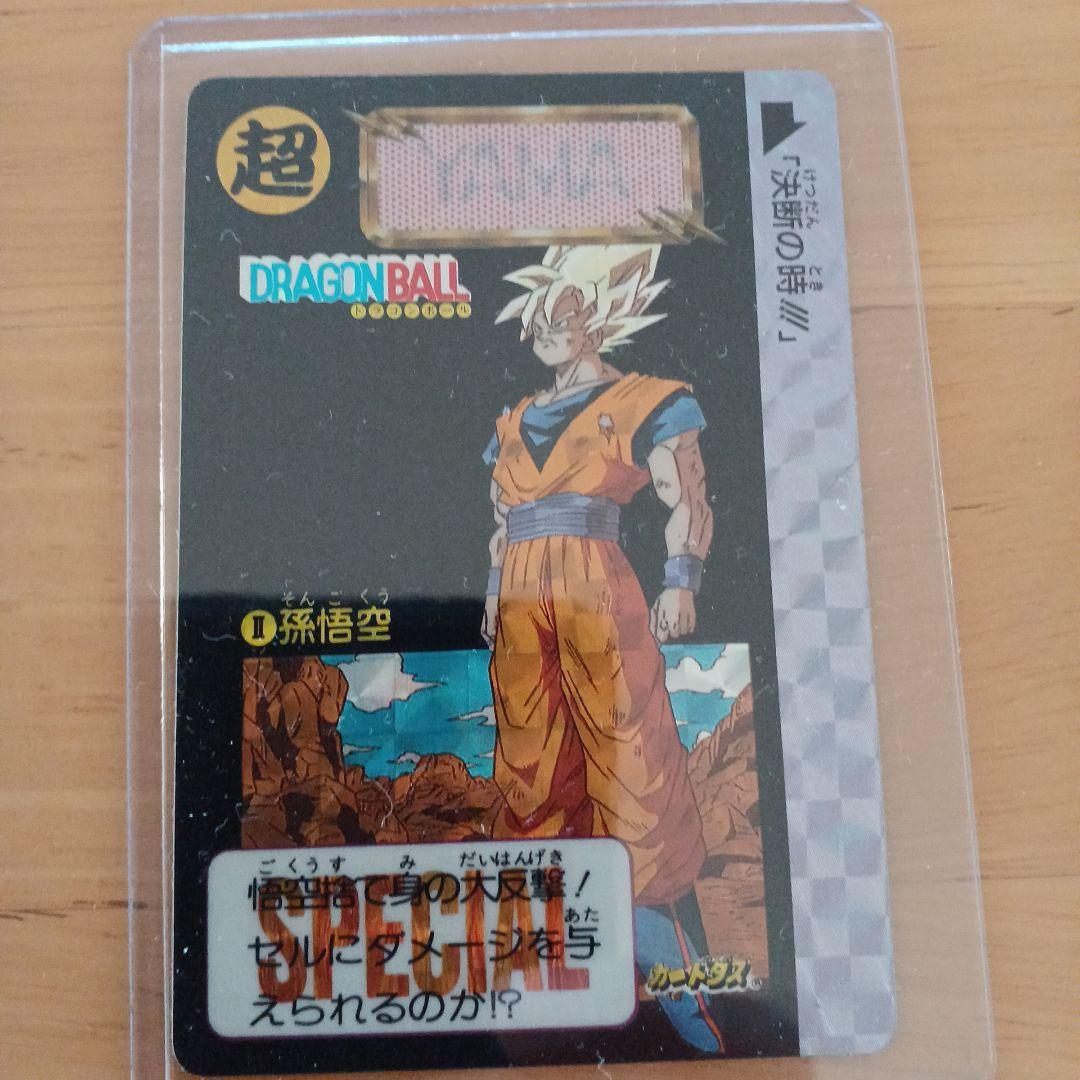 超
YAMA
DRAGON BALL
ドラゴンボール
けつだん とき
「決断の時!!!!」
そんごくう
II 孫悟空
ごくうす み だいはんげき
悟空捨て身の大反撃!
SPECIAL
あた
セルにダメージを与
えられるのか!?
カードダス